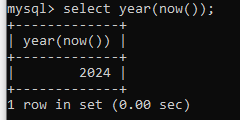 mysql> select year(now());
+-------------+
| year(now()) |
+-------------+
|        2024 |
+-------------+
1 row in set (0.00 sec)